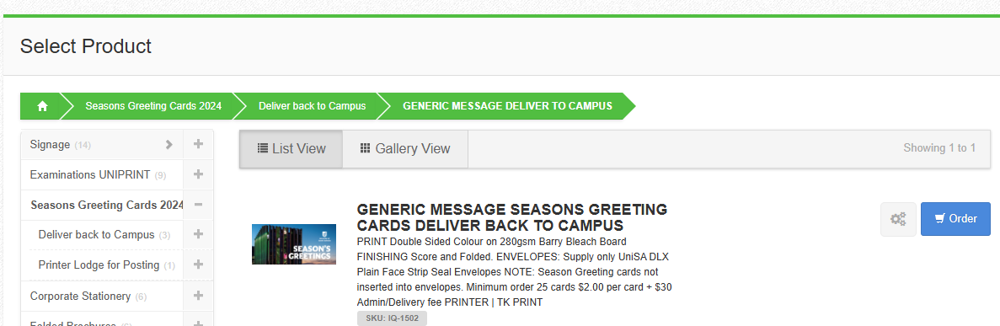 Select Product
Seasons Greeting Cards 2024
Deliver back to Campus
GENERIC MESSAGE DELIVER TO CAMPUS
Signage (14)
Examinations UNIPRINT (9)
Seasons Greeting Cards 2024
Deliver back to Campus (3)
Printer Lodge for Posting (1)
Corporate Stationery (6)
Folded Brochures (6)
List View
Gallery View
Showing 1 to 1
SEASON'S
GREETINGS
GENERIC MESSAGE SEASONS GREETING
CARDS DELIVER BACK TO CAMPUS
PRINT Double Sided Colour on 280gsm Barry Bleach Board
FINISHING Score and Folded. ENVELOPES: Supply only UniSA DLX
Plain Face Strip Seal Envelopes NOTE: Season Greeting cards not
inserted into envelopes. Minimum order 25 cards $2.00 per card + $30
Admin/Delivery fee PRINTER | TK PRINT
SKU: IQ-1502
Order